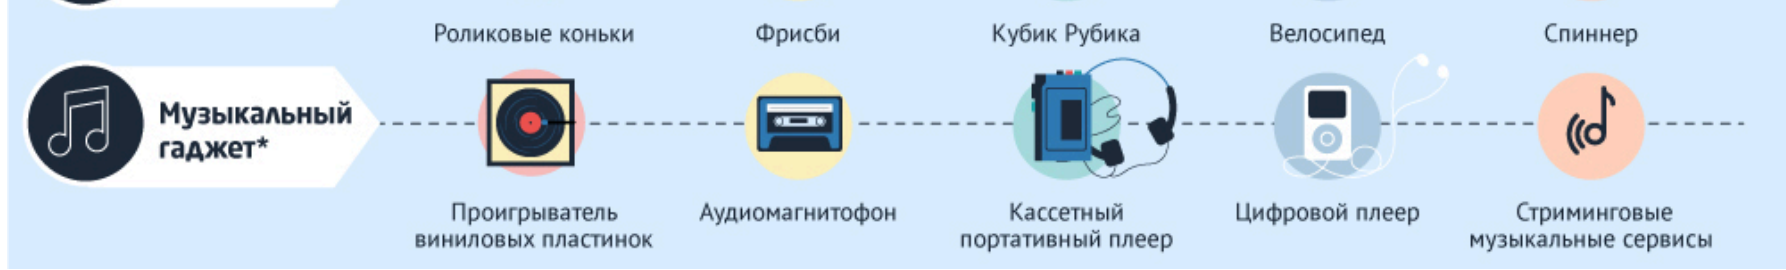 Роликовые коньки
Фрисби
Кубик Рубика
Велосипед
Спиннер
Музыкальный
гаджет*
Проигрыватель
виниловых пластинок
Аудиомагнитофон
Кассетный
портативный плеер
Цифровой плеер
Стриминговые
музыкальные сервисы